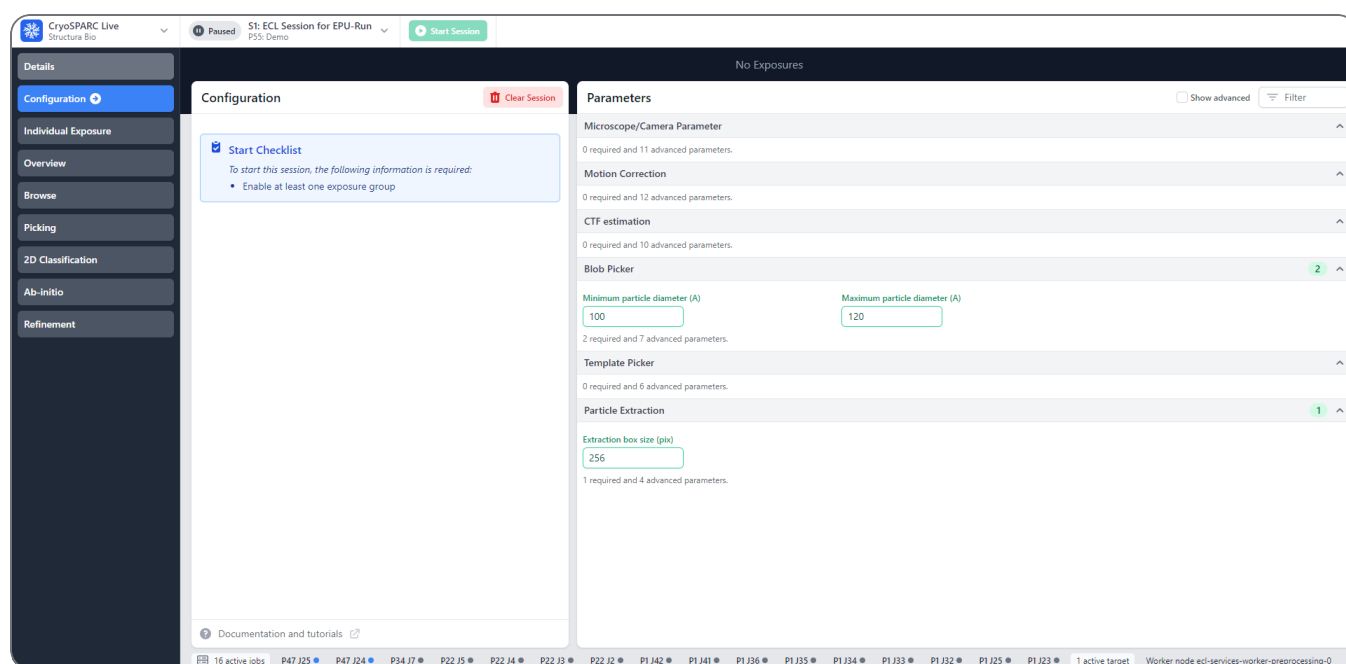 CryoSPARC Live
Structura Bio
Paused
S1: ECL Session for EPU-Run
P55: Demo
Start Session
Details
Configuration
Individual Exposure
Overview
Browse
Picking
2D Classification
Ab-initio
Refinement
No Exposures
Configuration
Clear Session
Start Checklist
To start this session, the following information is required:
• Enable at least one exposure group
Documentation and tutorials
Parameters
Show advanced
Filter
Microscope/Camera Parameter
0 required and 11 advanced parameters.
Motion Correction
0 required and 12 advanced parameters.
CTF estimation
0 required and 10 advanced parameters.
Blob Picker 2
Minimum particle diameter (A) Maximum particle diameter (A)
100 120
2 required and 7 advanced parameters.
Template Picker
0 required and 6 advanced parameters.
Particle Extraction 1
Extraction box size (pix)
256
1 required and 4 advanced parameters.
16 active jobs P47 J25 P47 J24 P34 J7 P22 J5 P22 J4 P22 J3 P22 J2 P1 J42 P1 J41 P1 J36 P1 J35 P1 J34 P1 J33 P1 J32 P1 J25 P1 J23 1 active target Worker node ecl-services-worker-preprocessing-0